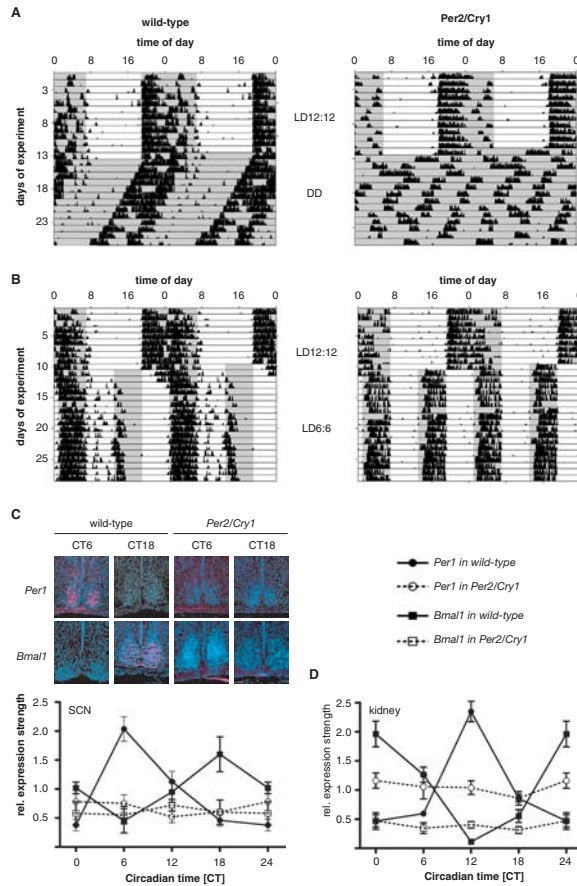 A
wild-type
Per2/Cry1
time of day
time of day
0 8 16 0 8 16 0
0 8 16 0 8 16 0
3
8
13
18
23
days of experiment
LD12:12
DD
B
time of day
time of day
0 8 16 0 8 16 0
0 8 16 0 8 16 0
5
10
15
20
25
days of experiment
LD12:12
LD6:6
C
wild-type
Per2/Cry1
CT6 CT18 CT6 CT18
Per1
Bmal1
Per1 in wild-type
Per1 in Per2/Cry1
Bmal1 in wild-type
Bmal1 in Per2/Cry1
SCN
rel. expression strength
2.5
2.0
1.5
1.0
0.5
0 6 12 18 24
Circadian time [CT]
D
kidney
rel. expression strength
2.5
2.0
1.5
1.0
0.5
0 6 12 18 24
Circadian time [CT]